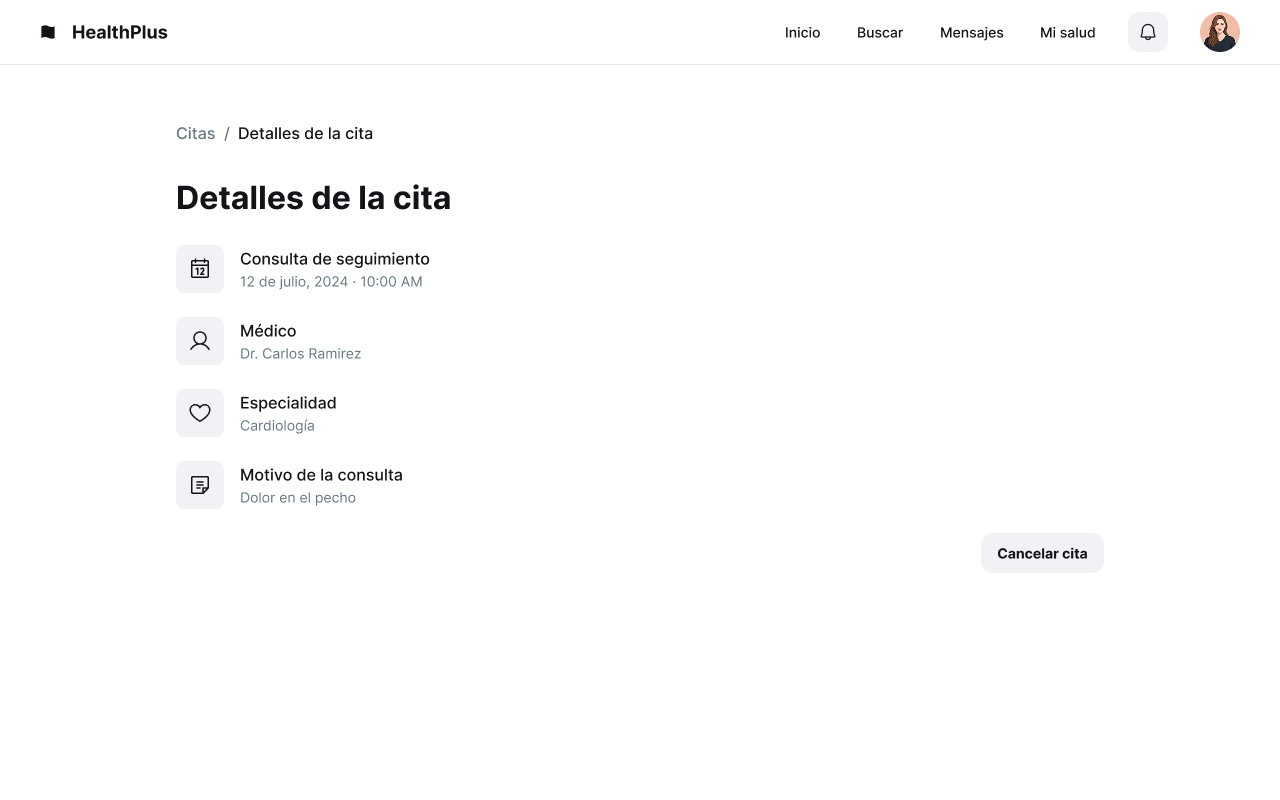 HealthPlus
Inicio
Buscar
Mensajes
Mi salud
Citas / Detalles de la cita
Detalles de la cita
12
Consulta de seguimiento
12 de julio, 2024 · 10:00 AM
Médico
Dr. Carlos Ramirez
Especialidad
Cardiología
Motivo de la consulta
Dolor en el pecho
Cancelar cita